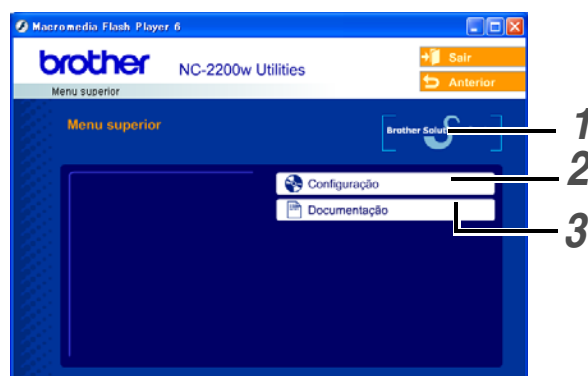 Macromedia Flash Player 6
brother
NC-2200w Utilities
Sair
Anterior
Menu superior
Menu superior
Brother Solut
1
Configuração
2
Documentação
3